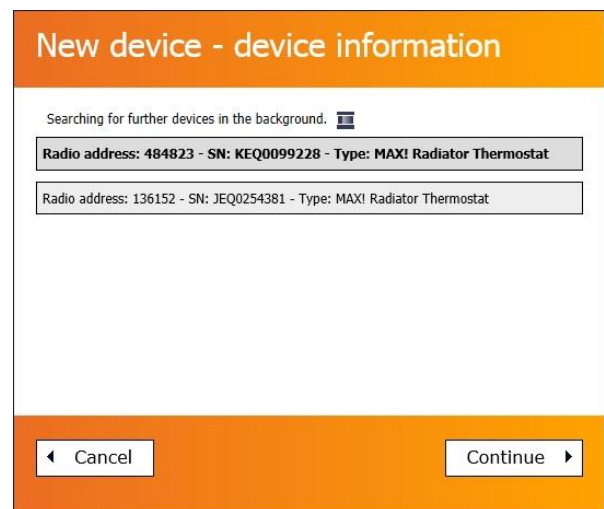 New device - device information
Searching for further devices in the background.
Radio address: 484823 - SN: KEQ0099228 - Type: MAX! Radiator Thermostat
Radio address: 136152 - SN: JEQ0254381 - Type: MAX! Radiator Thermostat
Cancel
Continue